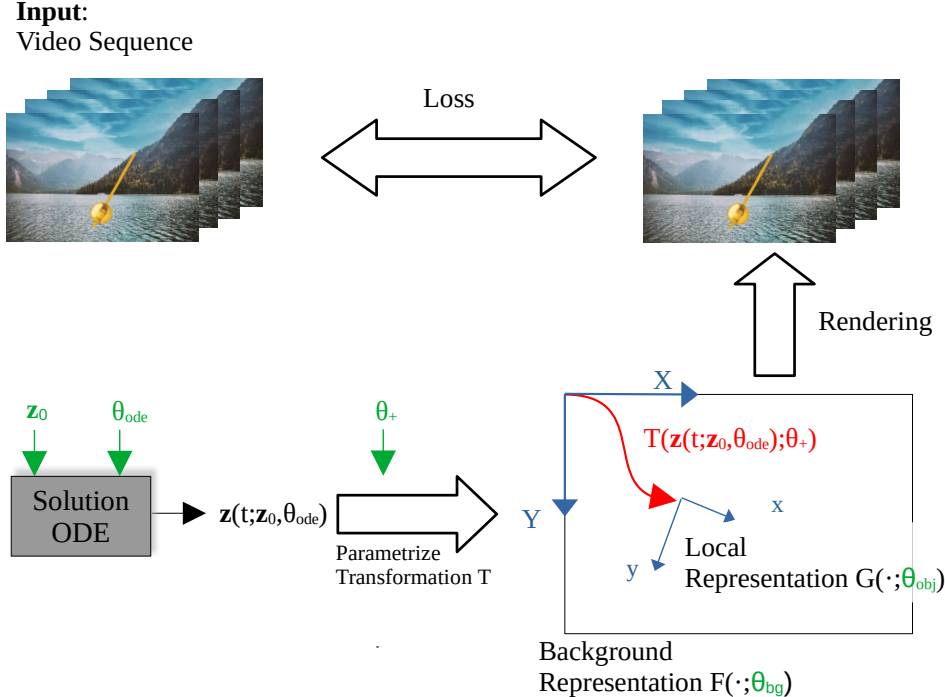 Input:
Video Sequence
Loss
Rendering
z₀
θode
θ₊
X
T(z(t;z₀,θode);θ₊)
Solution
ODE
z(t;z₀,θode)
Y
x
y
Parametrize
Transformation T
Local
Representation G(·;θobj)
Background
Representation F(·;θbg)